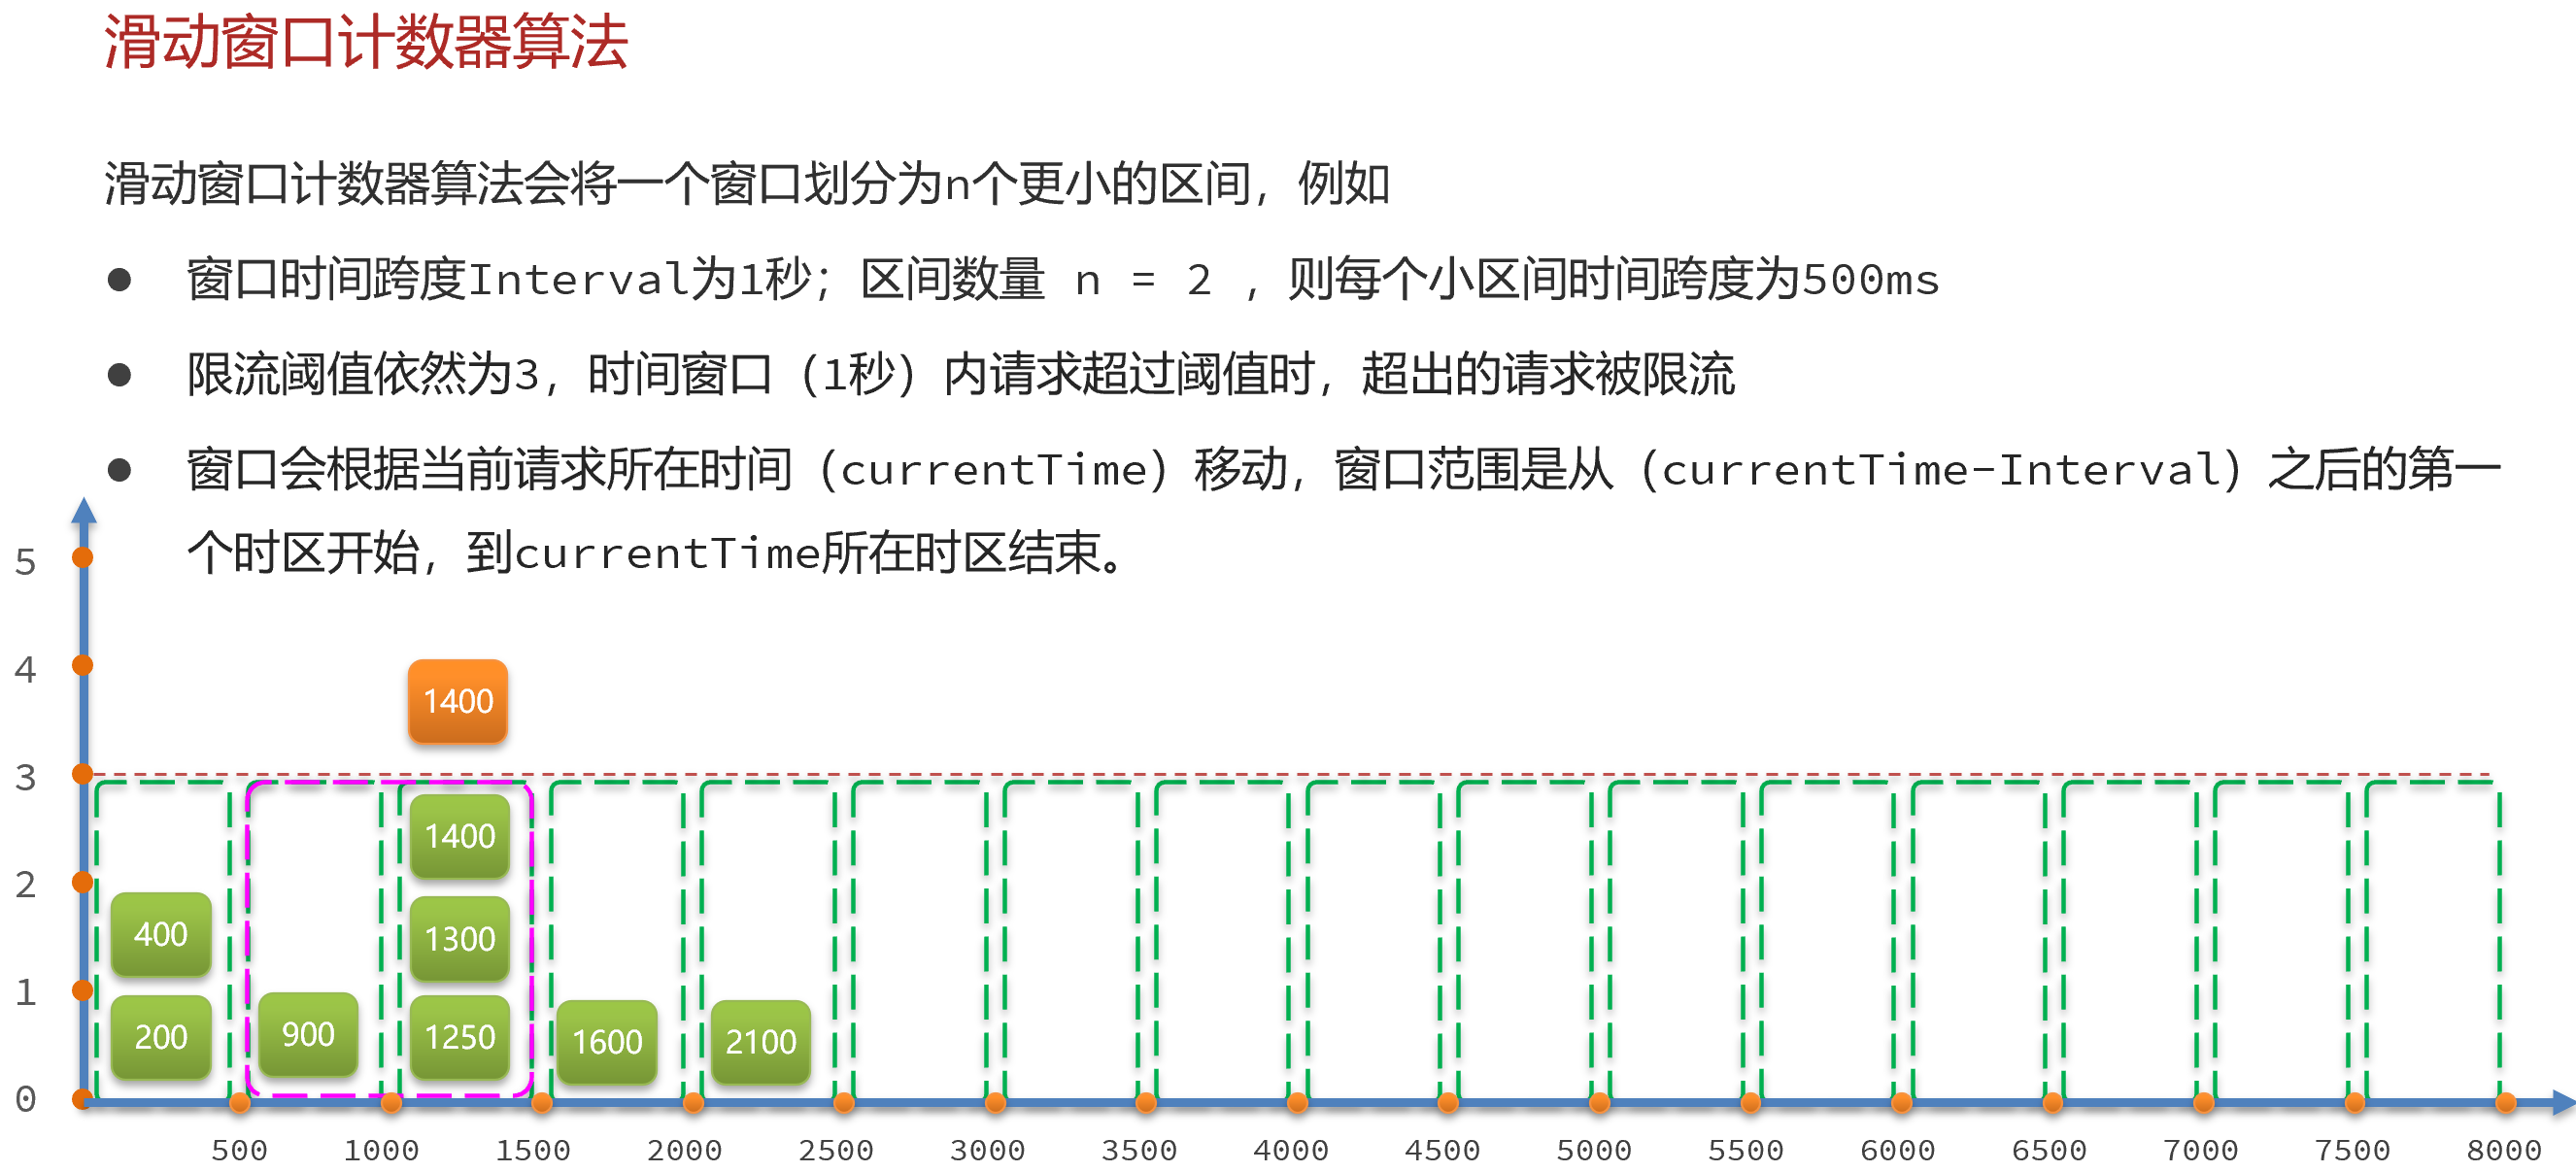 滑动窗口计数器算法
滑动窗口计数器算法会将一个窗口划分为n个更小的区间，例如
● 窗口时间跨度Interval为1秒；区间数量 n = 2 ，则每个小区间时间跨度为500ms
● 限流阈值依然为3，时间窗口（1秒）内请求超过阈值时，超出的请求被限流
● 窗口会根据当前请求所在时间（currentTime）移动，窗口范围是从（currentTime-Interval）之后的第一
个时区开始，到currentTime所在时区结束。
5
4
1400
3
1400
2
400
1300
1
200
900
1250
1600
2100
0
500 1000 1500 2000 2500 3000 3500 4000 4500 5000 5500 6000 6500 7000 7500 8000